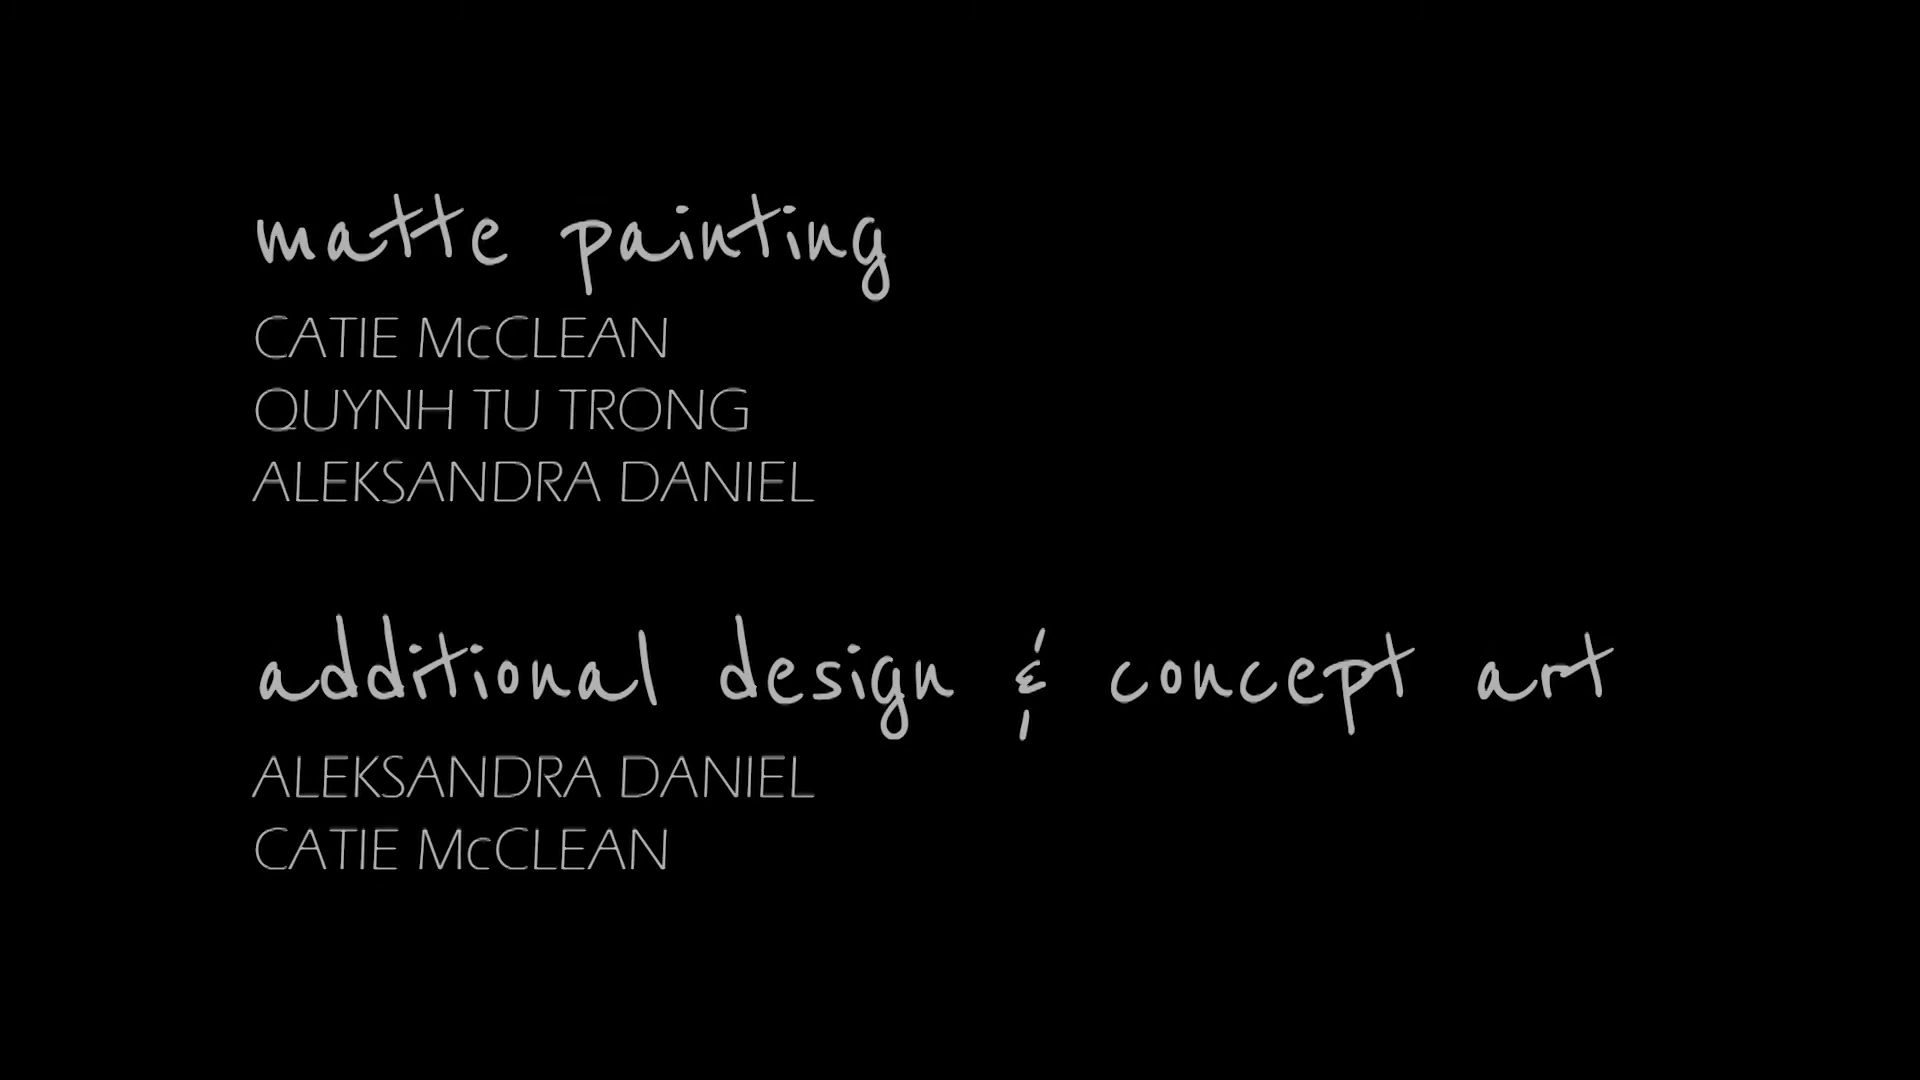 matte painting
CATIE McCLEAN
QUYNH TU TRONG
ALEKSANDRA DANIEL
additional design & concept art
ALEKSANDRA DANIEL
CATIE McCLEAN